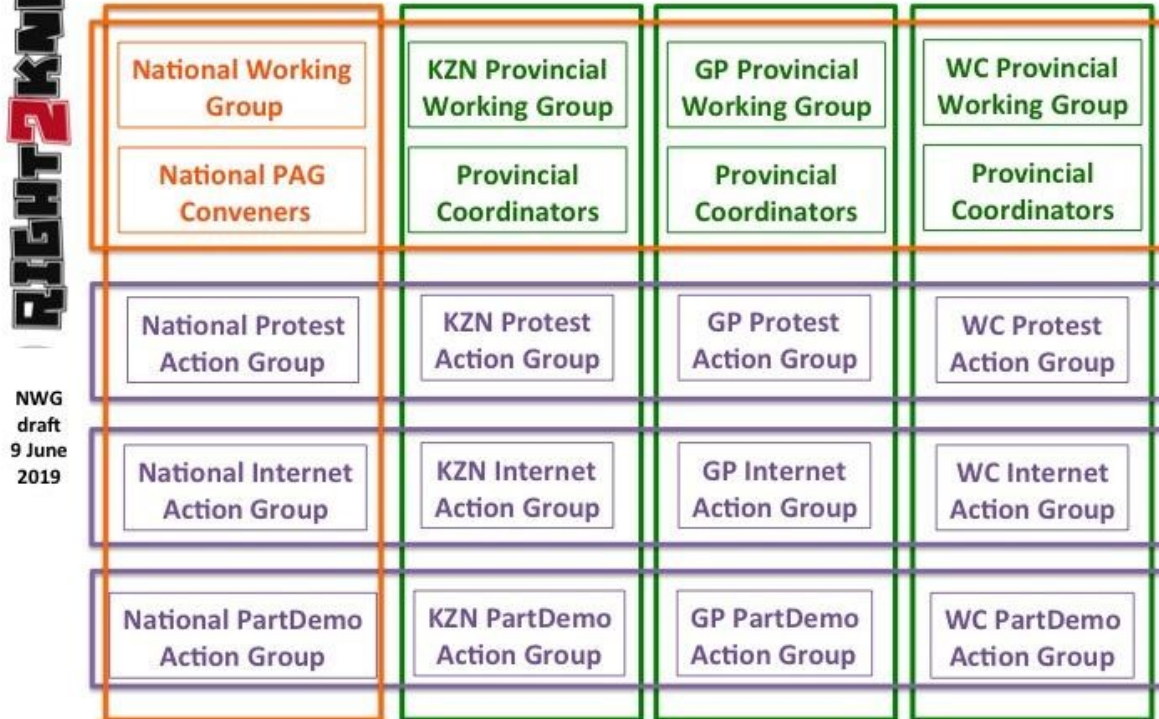 RIGHT2KN
NWG
draft
9 June
2019
National Working
Group
KZN Provincial
Working Group
GP Provincial
Working Group
WC Provincial
Working Group
National PAG
Conveners
Provincial
Coordinators
Provincial
Coordinators
Provincial
Coordinators
National Protest
Action Group
KZN Protest
Action Group
GP Protest
Action Group
WC Protest
Action Group
National Internet
Action Group
KZN Internet
Action Group
GP Internet
Action Group
WC Internet
Action Group
National PartDemo
Action Group
KZN PartDemo
Action Group
GP PartDemo
Action Group
WC PartDemo
Action Group